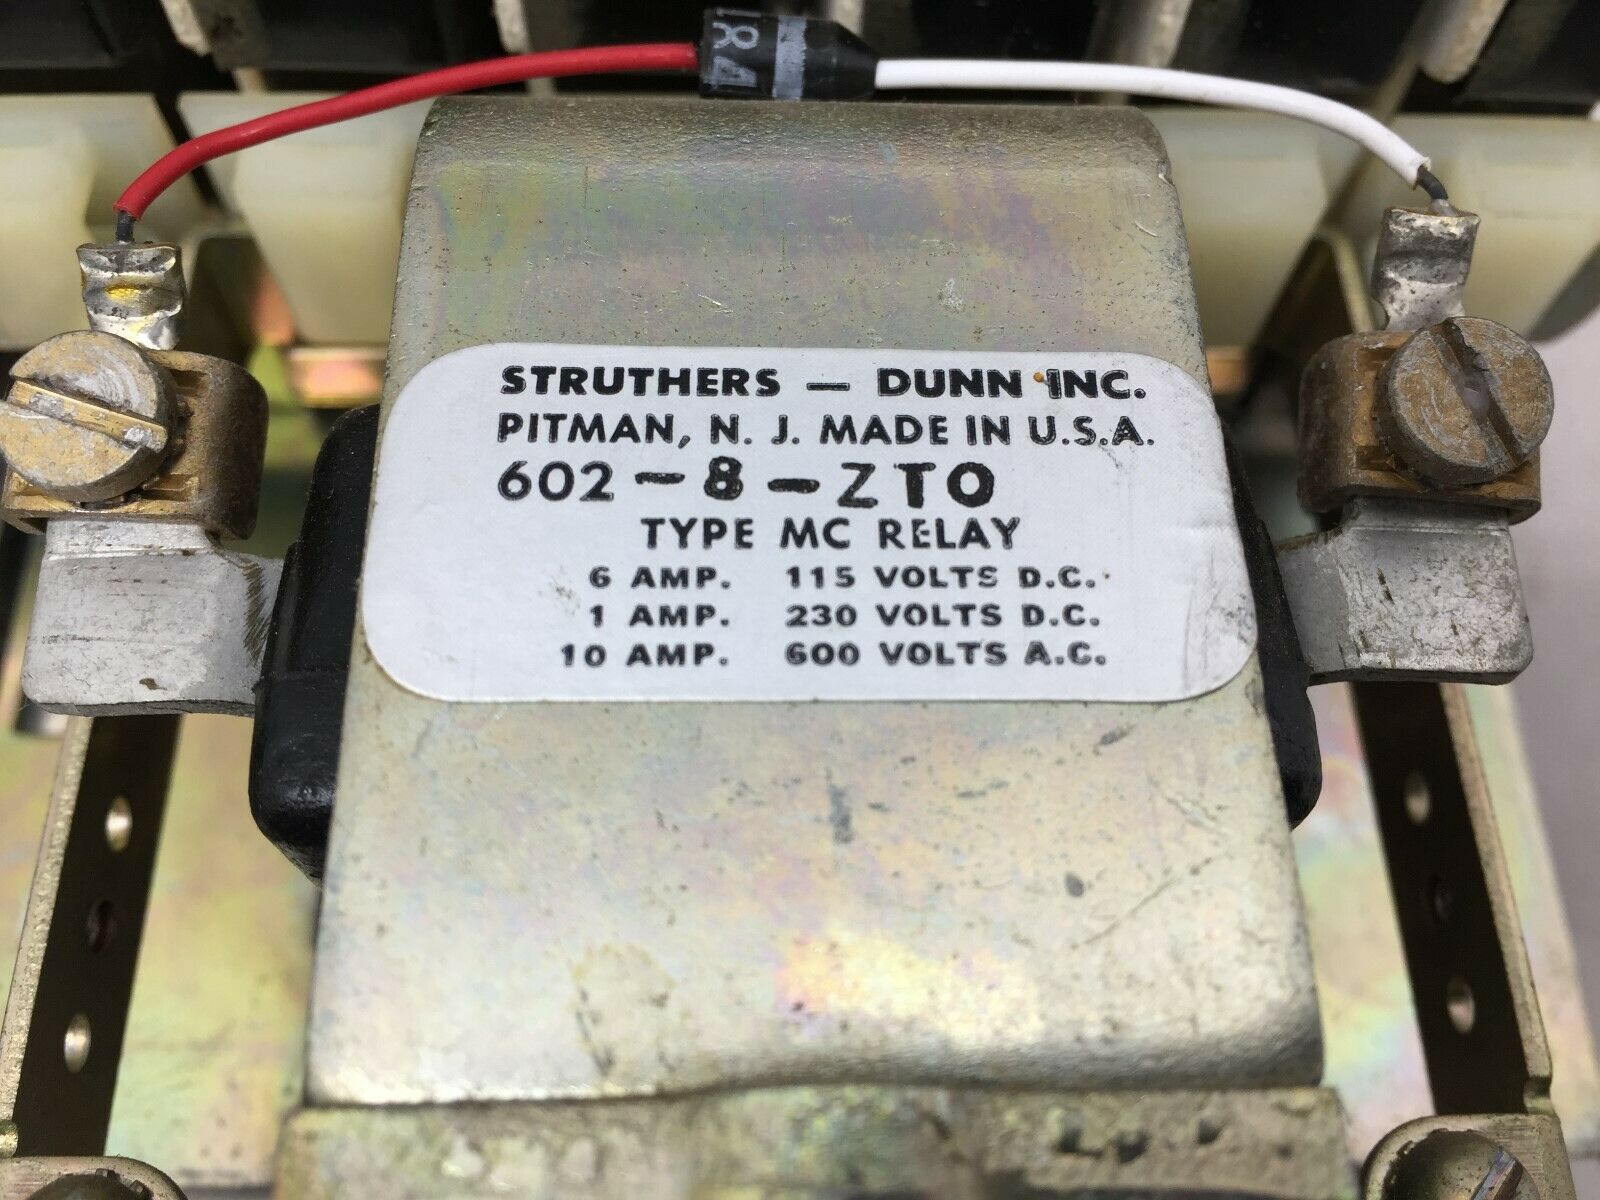 STRUTHERS — DUNN INC.
PITMAN, N. J. MADE IN U.S.A.
602-8-ZTO
TYPE MC RELAY
6 AMP. 115 VOLTS D.C.
1 AMP. 230 VOLTS D.C.
10 AMP. 600 VOLTS A.C.